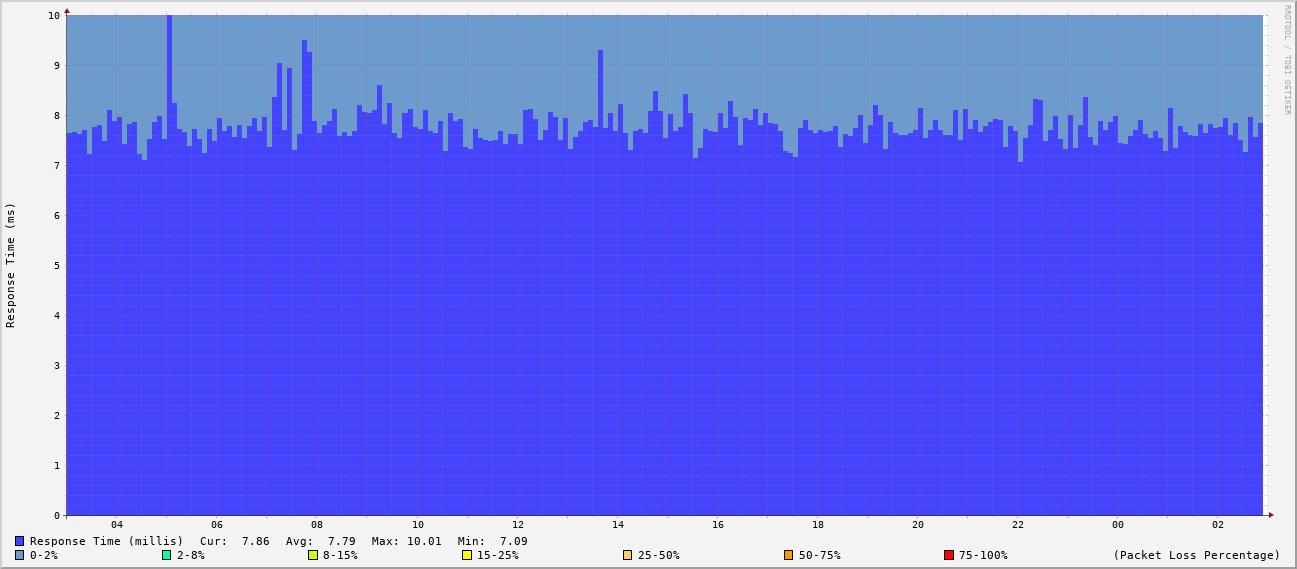 RRDTOOL / TOBI OETIKER
Response Time (ms)
10
9
8
7
6
5
4
3
2
1
0
04 06 08 10 12 14 16 18 20 22 00 02
Response Time (millis) Cur: 7.86 Avg: 7.79 Max: 10.01 Min: 7.09
0-2% 2-8% 8-15% 15-25% 25-50% 50-75% 75-100% (Packet Loss Percentage)